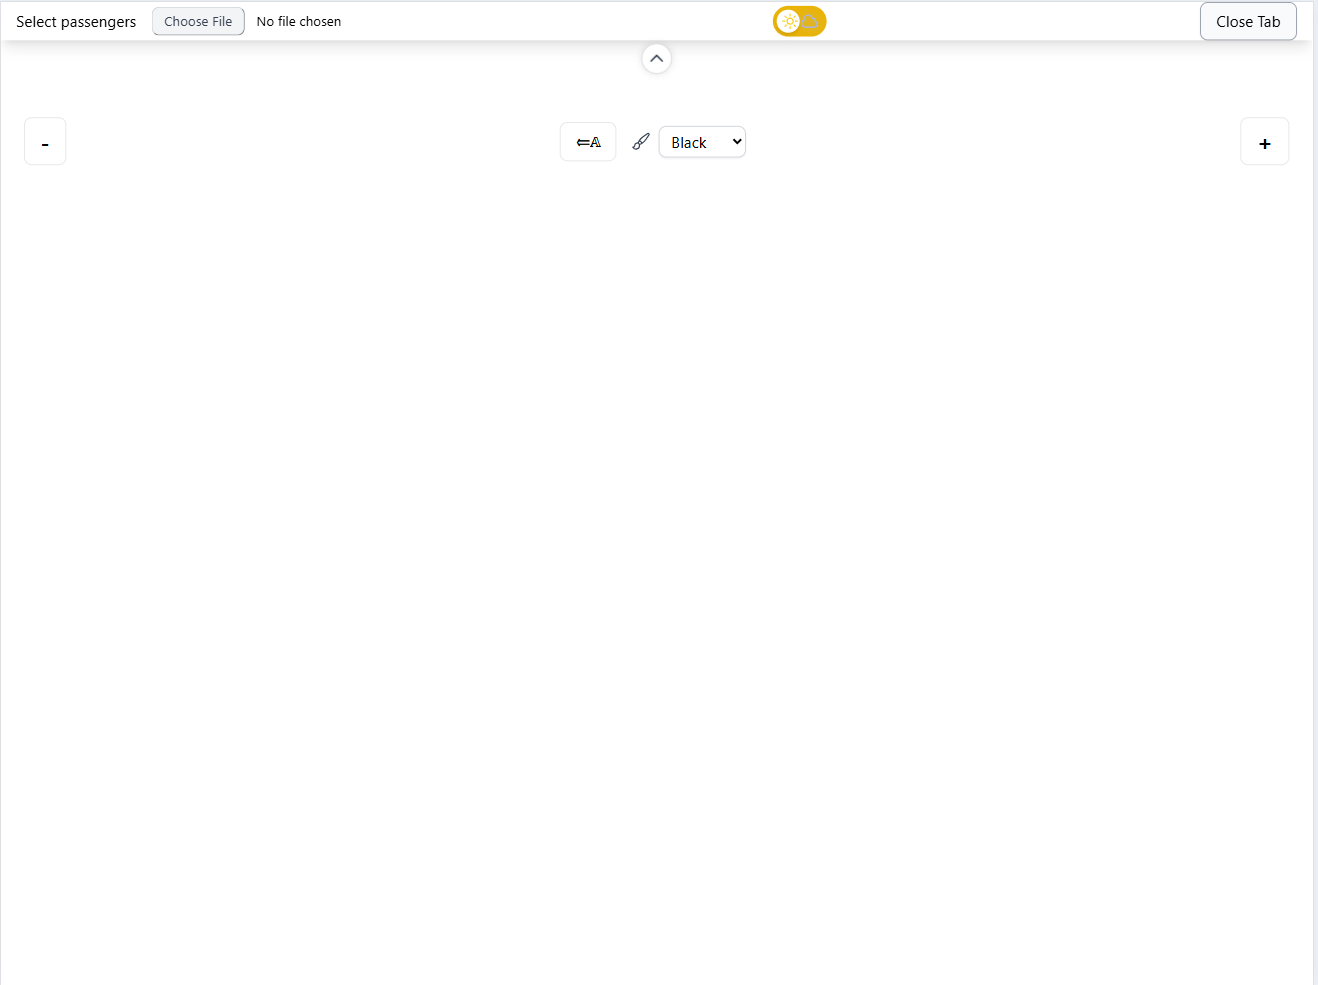 Select passengers Choose File No file chosen Close Tab
- ⇐𝔸 Black +